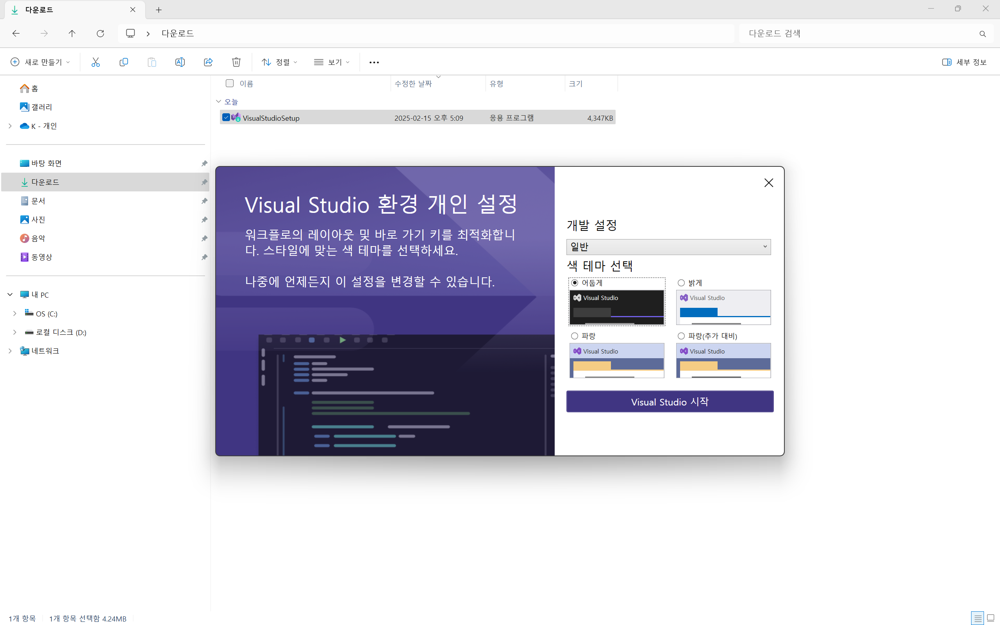 다운로드
다운로드
다운로드 검색
새로 만들기
정렬
보기
세부 정보
홈
갤러리
K - 개인
바탕 화면
다운로드
문서
사진
음악
동영상
내 PC
OS (C:)
로컬 디스크 (D:)
네트워크
이름 수정한 날짜 유형 크기
오늘
VisualStudioSetup 2025-02-15 오후 5:09 응용 프로그램 4,347KB
Visual Studio 환경 개인 설정
워크플로의 레이아웃 및 바로 가기 키를 최적화합니
다. 스타일에 맞는 색 테마를 선택하세요.
나중에 언제든지 이 설정을 변경할 수 있습니다.
개발 설정
일반
색 테마 선택
어둡게
Visual Studio
밝게
Visual Studio
파랑
Visual Studio
파랑(추가 대비)
Visual Studio
Visual Studio 시작
1개 항목
1개 항목 선택함 4.24MB